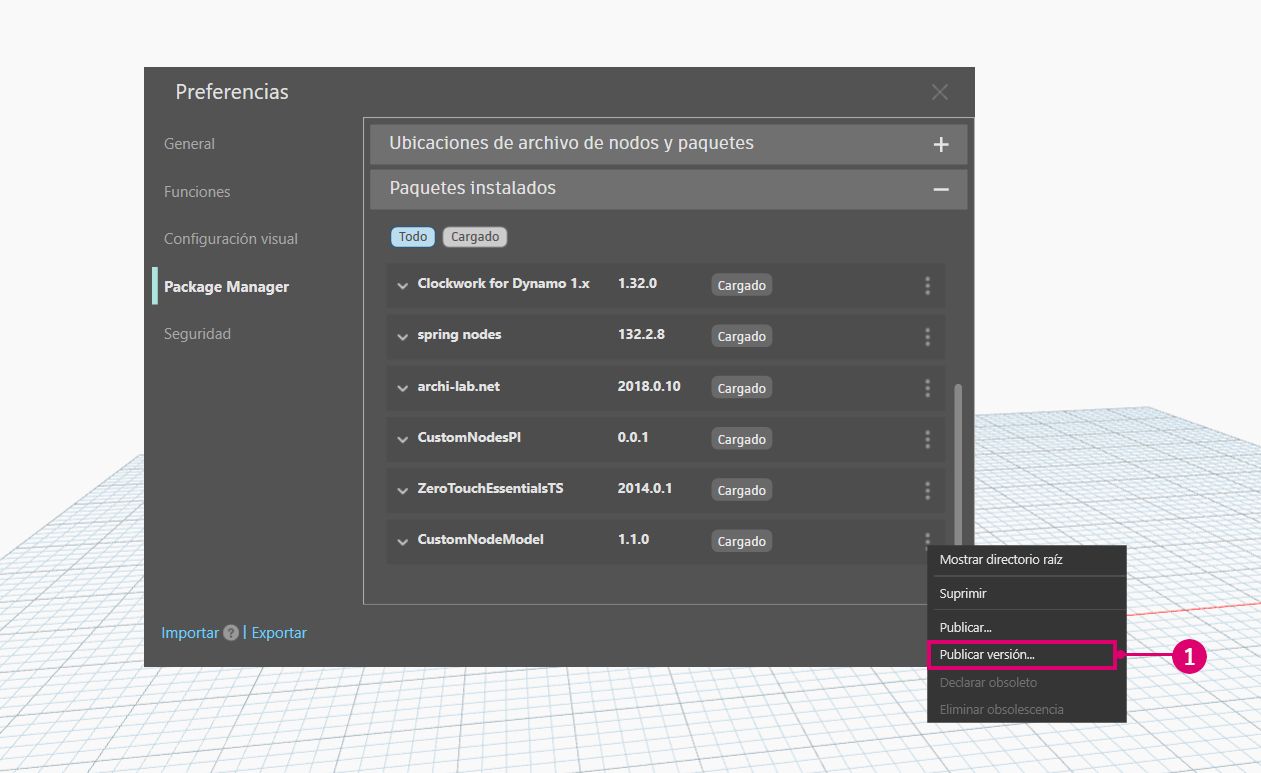 Preferencias
General
Funciones
Configuración visual
Package Manager
Seguridad
Ubicaciones de archivo de nodos y paquetes
Paquetes instalados
Todo Cargado
Clockwork for Dynamo 1.x 1.32.0 Cargado
spring nodes 132.2.8 Cargado
archi-lab.net 2018.0.10 Cargado
CustomNodesPl 0.0.1 Cargado
ZeroTouchEssentialsTS 2014.0.1 Cargado
CustomNodeModel 1.1.0 Cargado
Mostrar directorio raíz
Suprimir
Publicar...
Publicar versión... 1
Declarar obsoleto
Eliminar obsolescencia
Importar ? | Exportar